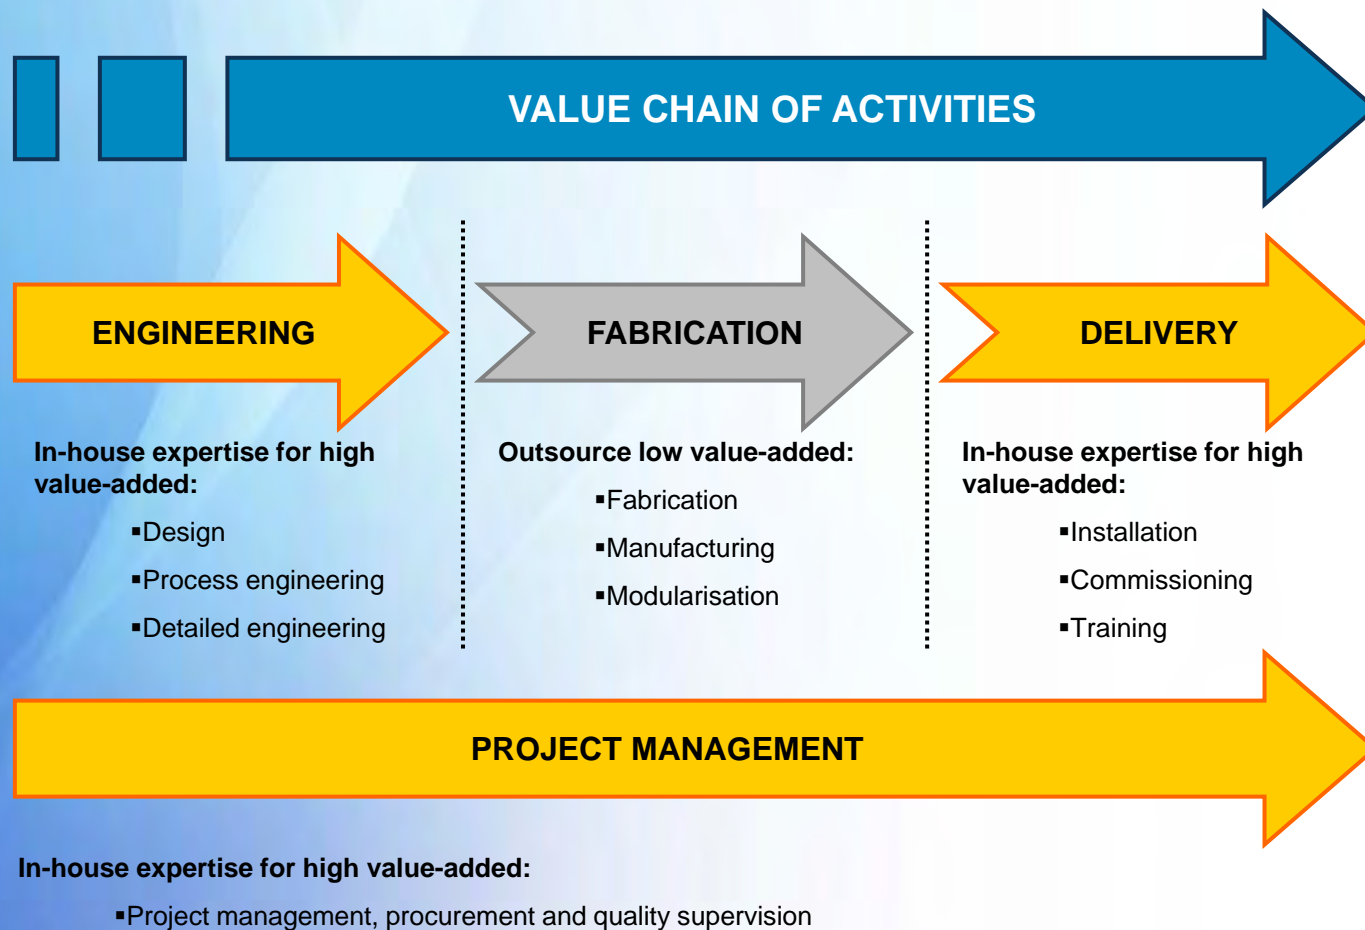 VALUE CHAIN OF ACTIVITIES
ENGINEERING
FABRICATION
DELIVERY
In-house expertise for high
value-added:
▪Design
▪Process engineering
▪Detailed engineering
Outsource low value-added:
▪Fabrication
▪Manufacturing
▪Modularisation
In-house expertise for high
value-added:
▪Installation
▪Commissioning
▪Training
PROJECT MANAGEMENT
In-house expertise for high value-added:
▪Project management, procurement and quality supervision